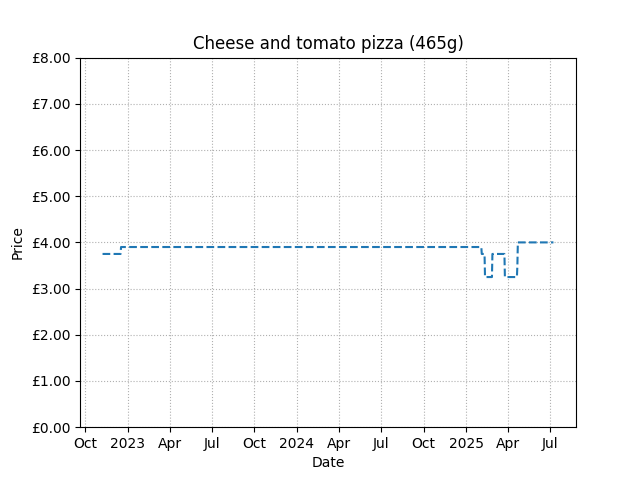 Cheese and tomato pizza (465g)
£8.00
£7.00
£6.00
£5.00
£4.00
£3.00
£2.00
£1.00
£0.00
Price
Oct 2023 Apr Jul Oct 2024 Apr Jul Oct 2025 Apr Jul
Date